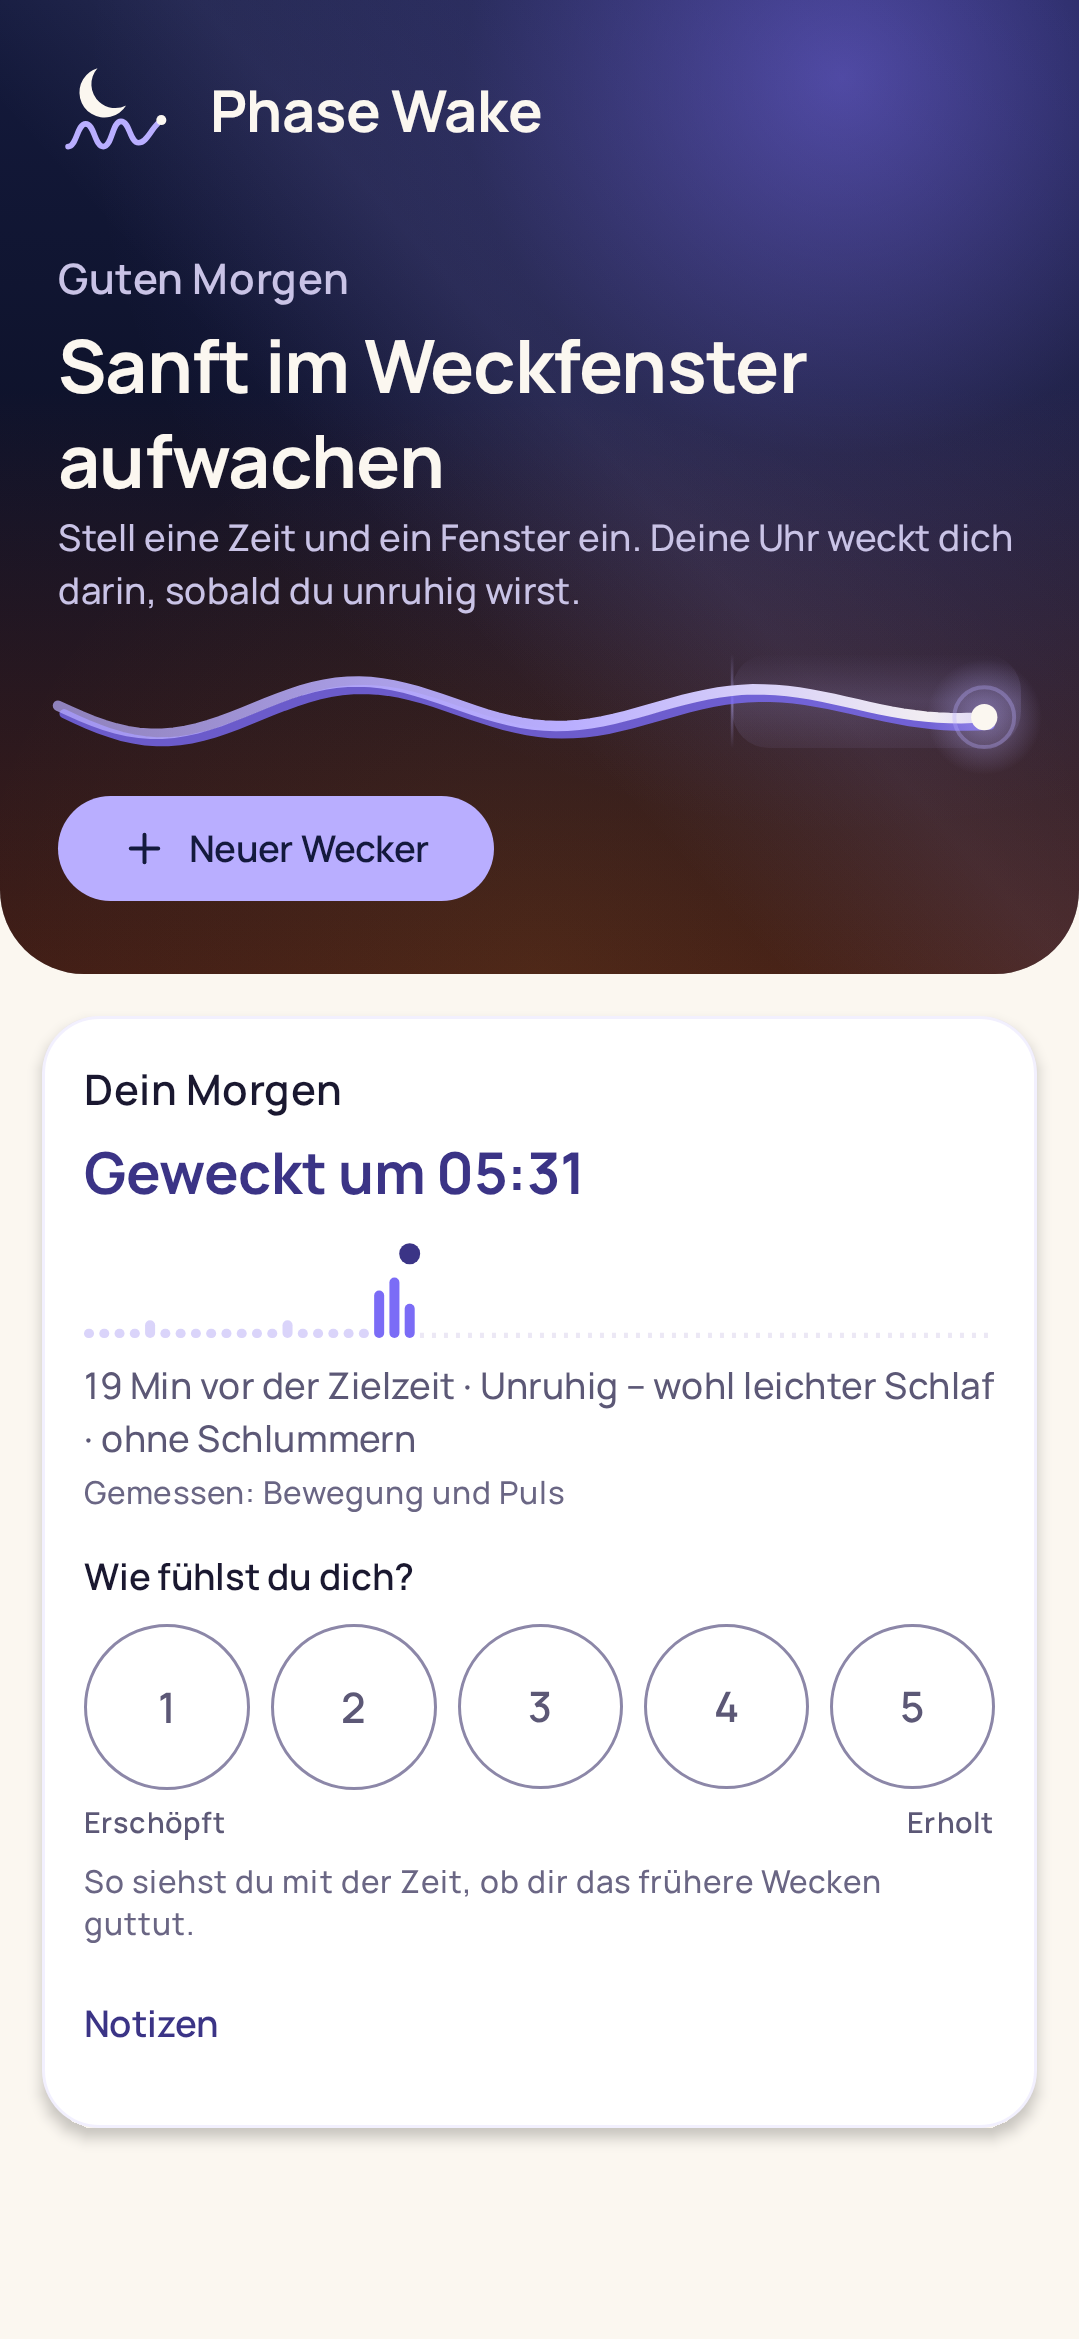 Phase Wake
Guten Morgen
Sanft im Weckfenster
aufwachen
Stell eine Zeit und ein Fenster ein. Deine Uhr weckt dich
darin, sobald du unruhig wirst.
Neuer Wecker
Dein Morgen
Geweckt um 05:31
19 Min vor der Zielzeit · Unruhig – wohl leichter Schlaf
· ohne Schlummern
Gemessen: Bewegung und Puls
Wie fühlst du dich?
1 2 3 4 5
Erschöpft Erholt
So siehst du mit der Zeit, ob dir das frühere Wecken
guttut.
Notizen